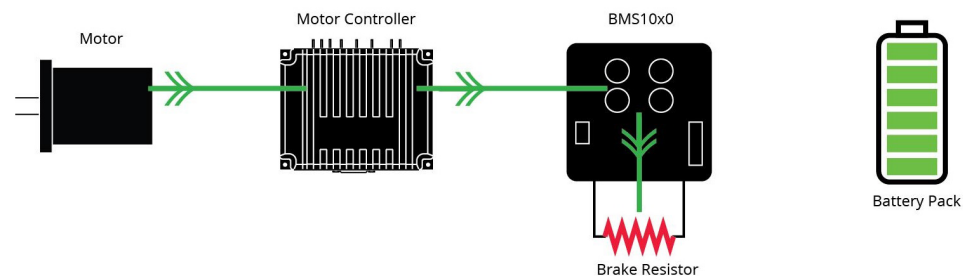 Motor
Motor Controller
BMS10x0
Battery Pack
Brake Resistor